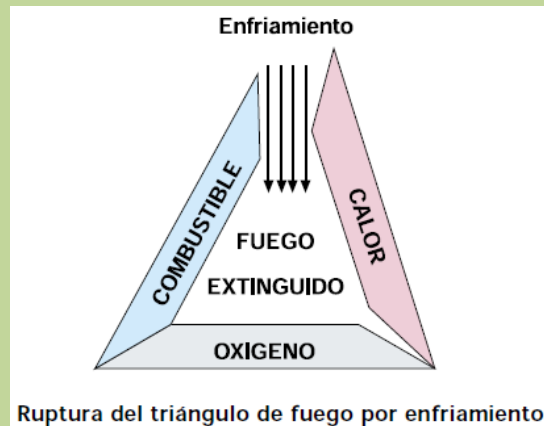 Enfriamiento
COMBUSTIBLE
CALOR
FUEGO
EXTINGUIDO
OXIGENO
Ruptura del triángulo de fuego por enfriamiento